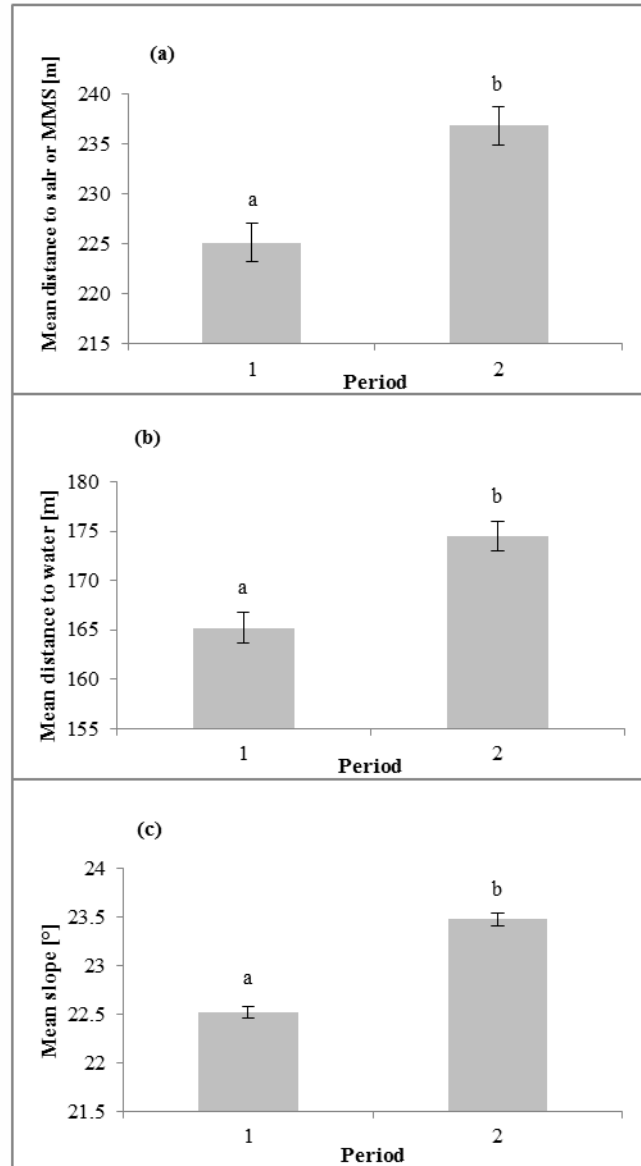 (a)
Mean distance to salr or MMS [m]
240
235
230
225
220
215
a
b
1
2
Period
(b)
Mean distance to water [m]
180
175
170
165
160
155
a
b
1
2
Period
(c)
Mean slope [°]
24
23.5
23
22.5
22
21.5
a
b
1
2
Period